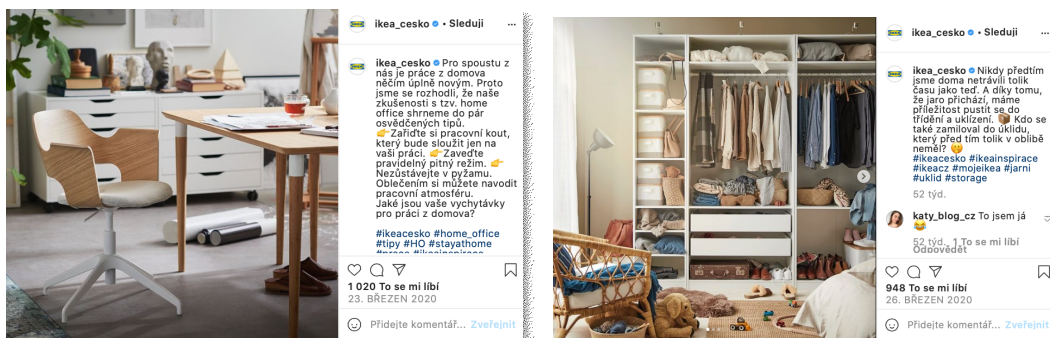 ikea_cesko • Sleduji
ikea_cesko Pro spoustu z
nás je práce z domova
něčím úplně novým. Proto
jsme se rozhodli, že naše
zkušenosti s tzv. home
office shrneme do pár
osvědčených tipů.
👉Zařiďte si pracovní kout,
který bude sloužit jen na
vaši práci. 👉Zaveďte
pravidelný pitný režim. 👉
Nezůstávejte v pyžamu.
Oblečením si můžete navodit
pracovní atmosféru.
Jaké jsou vaše vychytávky
pro práci z domova?
#ikeacesko #home_office
#tipy #HO #stayathome
#prace #ikeainspirace
1 020 To se mi líbí
23. BŘEZEN 2020
Přidejte komentář... Zveřejnit
ikea_cesko • Sleduji
ikea_cesko Nikdy předtím
jsme doma netrávili tolik
času jako teď. A díky tomu,
že jaro přichází, máme
příležitost pustit se do
třídění a uklízení. 📦 Kdo se
také zamiloval do úklidu,
který před tím tolik v oblibě
neměl? 🤫
#ikeacesko #ikeainspirace
#ikeacz #mojeikea #jarni
#uklid #storage
52 týd.
katy_blog_cz To jsem já
😂
52 týd. 1 To se mi líbí
Odpovědět
948 To se mi líbí
26. BŘEZEN 2020
Přidejte komentář... Zveřejnit